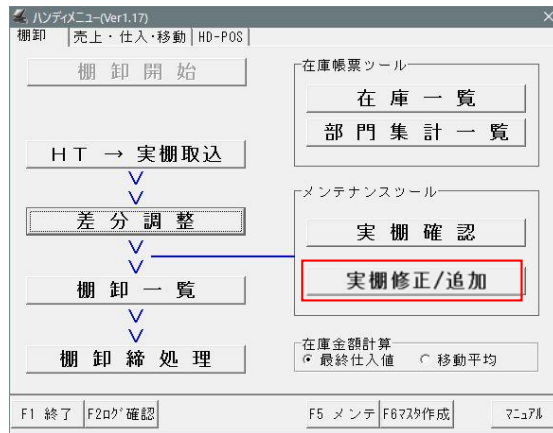 ハンディメニュー(Ver1.17)
棚卸 売上・仕入・移動 HD-POS
棚卸開始
HT → 実棚取込
差分調整
棚卸一覧
棚卸締処理
在庫帳票ツール
在庫一覧
部門集計一覧
メンテナンスツール
実棚確認
実棚修正/追加
在庫金額計算
最終仕入値 移動平均
F1 終了 F2ログ確認 F5 メンテ F6マスタ作成 マニュアル